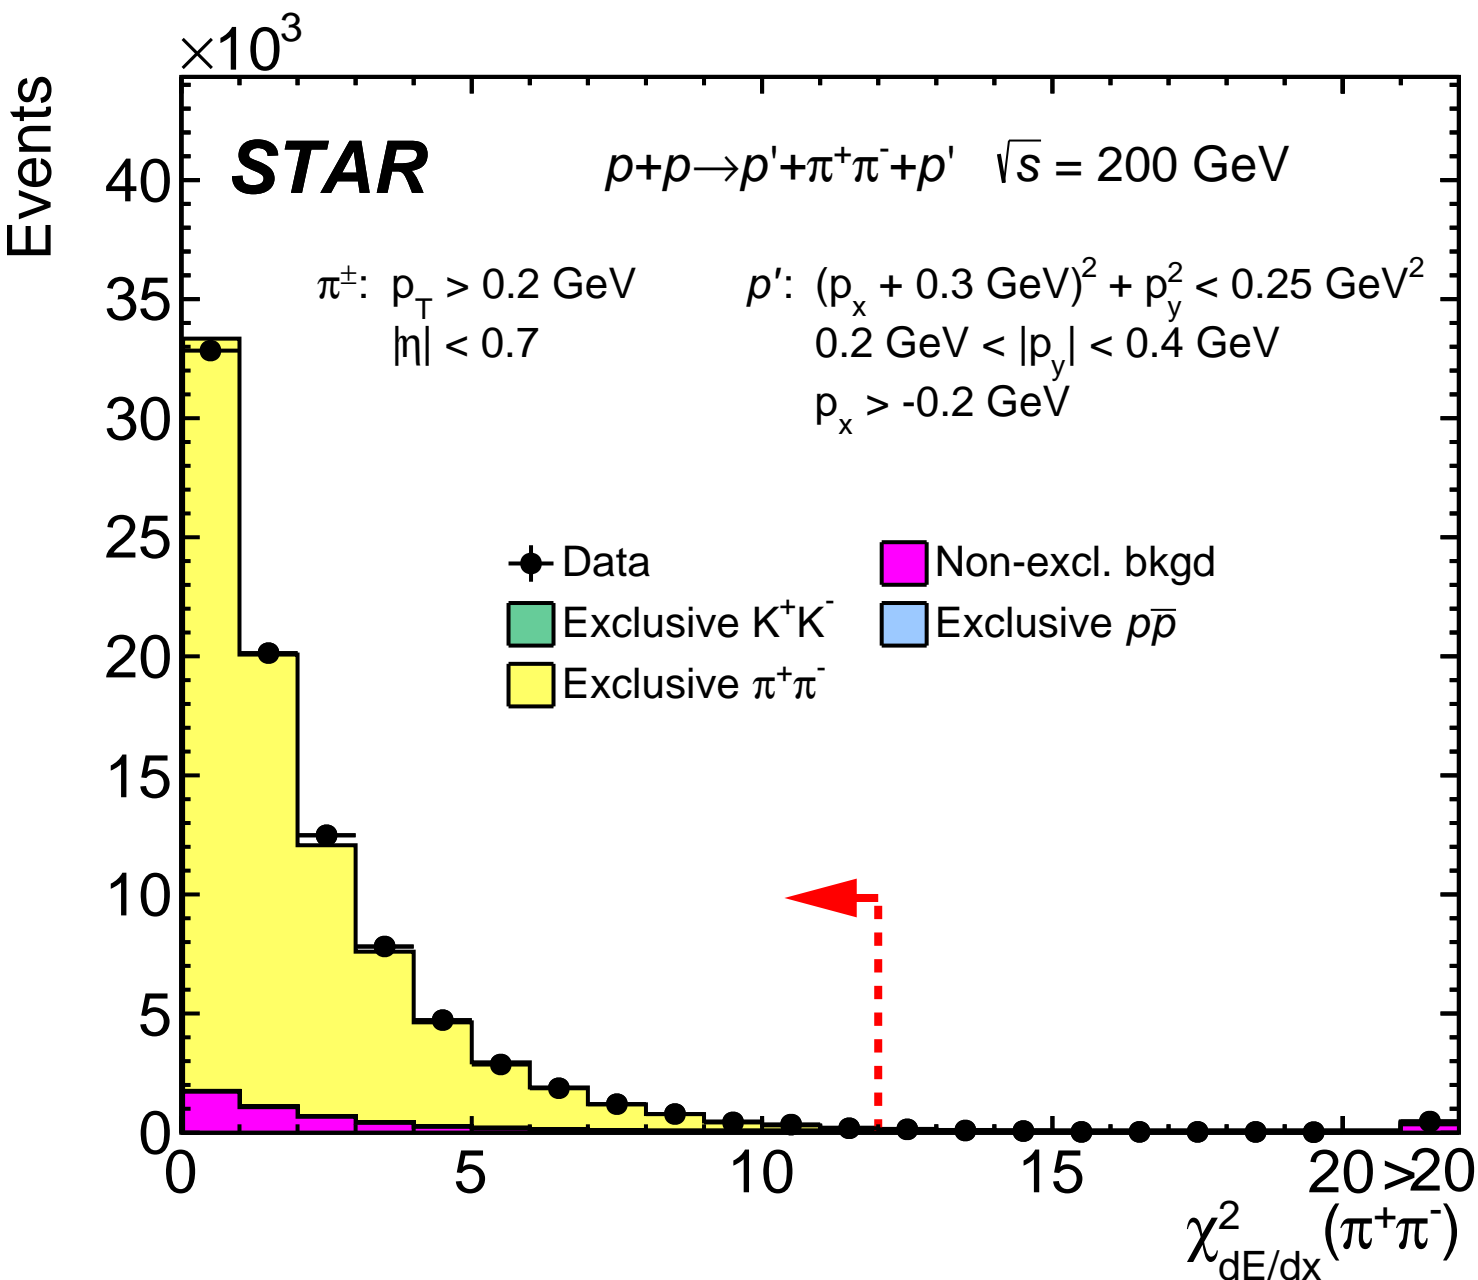 ×10³
Events
STAR
p+p→p'+π⁺π⁻+p' √s = 200 GeV
π±: p_T > 0.2 GeV
|η| < 0.7
p': (p_x + 0.3 GeV)² + p_y² < 0.25 GeV²
0.2 GeV < |p_y| < 0.4 GeV
p_x > -0.2 GeV
Data
Non-excl. bkgd
Exclusive K⁺K⁻
Exclusive pp̅
Exclusive π⁺π⁻
40
35
30
25
20
15
10
5
0
0 5 10 15 20 >20
χ²_dE/dx(π⁺π⁻)